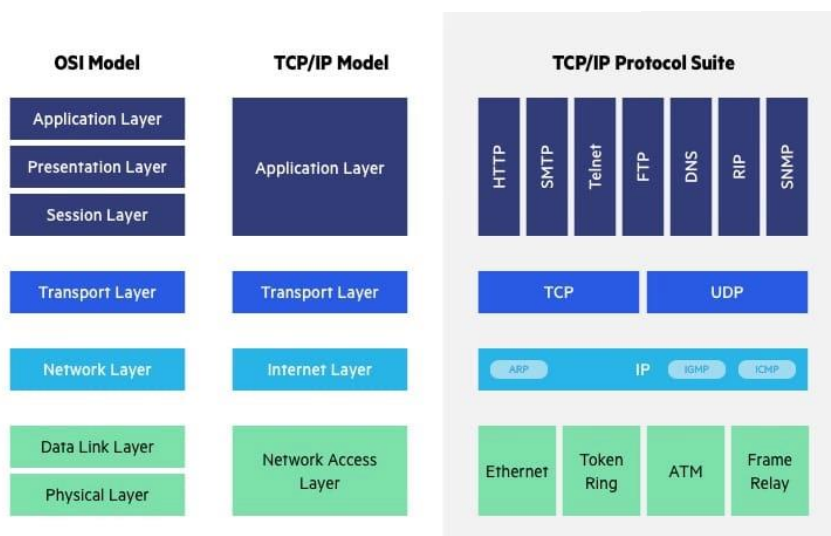 OSI Model
TCP/IP Model
TCP/IP Protocol Suite
Application Layer
Presentation Layer
Session Layer
Application Layer
HTTP
SMTP
Telnet
FTP
DNS
RIP
SNMP
Transport Layer
Transport Layer
TCP
UDP
Network Layer
Internet Layer
ARP
IP
IGMP
ICMP
Data Link Layer
Physical Layer
Network Access
Layer
Ethernet
Token
Ring
ATM
Frame
Relay